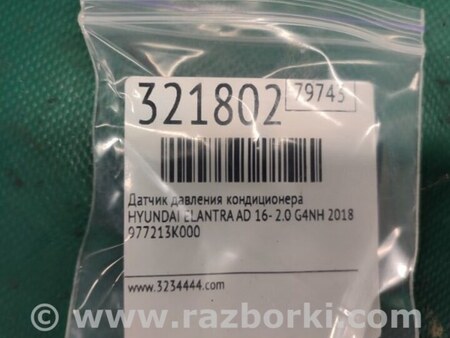 321802 79743
Датчик давления кондиционера
HYUNDAI ELANTRA AD 16- 2.0 G4NH 2018
977213K000
www.3234444.com
© www.razborki.com